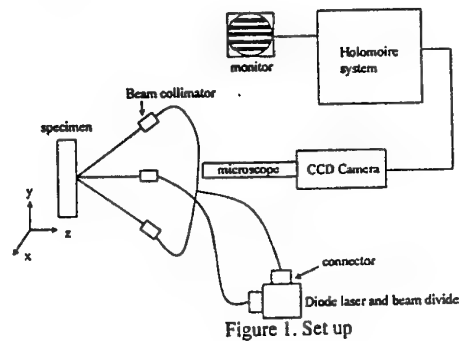 monitor
Holomoire
system
Beam collimator
specimen
microscope
CCD Camera
y
z
x
connector
Diode laser and beam divide
Figure 1. Set up